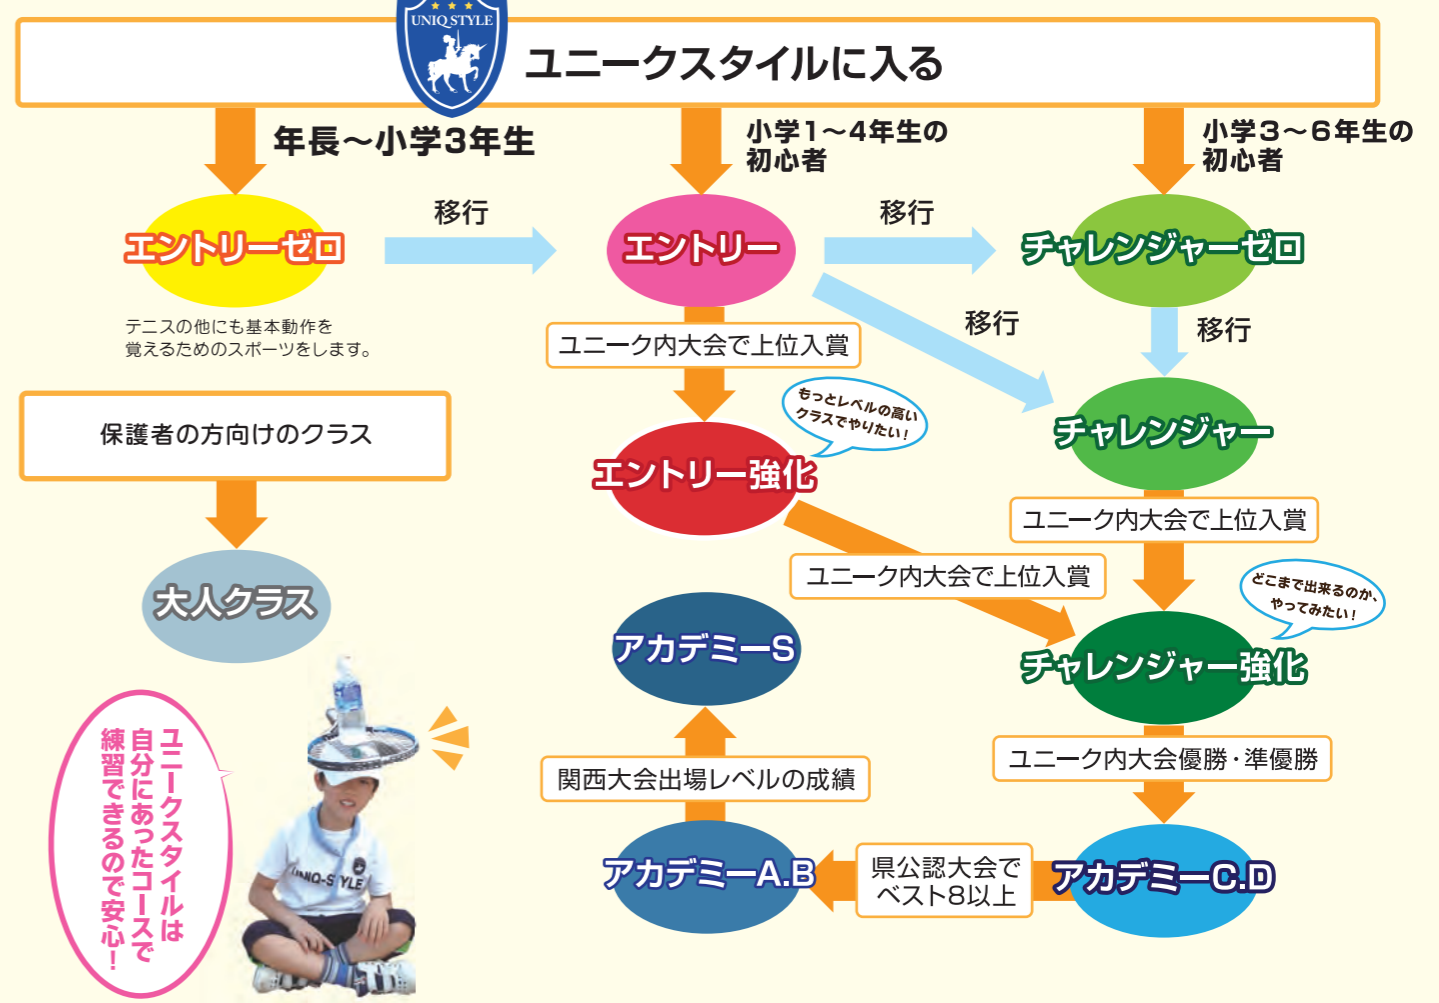 UNIQ STYLE
ユニークスタイルに入る
年長～小学3年生
小学1～4年生の
初心者
小学3～6年生の
初心者
エントリーゼロ
移行
エントリー
移行
チャレンジャーゼロ
テニスの他にも基本動作を
覚えるためのスポーツをします。
移行
移行
ユニーク内大会で上位入賞
もっとレベルの高い
クラスでやりたい！
保護者の方向けのクラス
チャレンジャー
エントリー強化
ユニーク内大会で上位入賞
ユニーク内大会で上位入賞
どこまで出来るのか、
やってみたい！
大人クラス
アカデミーS
チャレンジャー強化
ユニーク内大会優勝・準優勝
関西大会出場レベルの成績
アカデミーA.B
県公認大会で
ベスト8以上
アカデミーC.D
ユニークスタイルは
自分にあったコースで
練習できるので安心！
UNIQ-S YLE